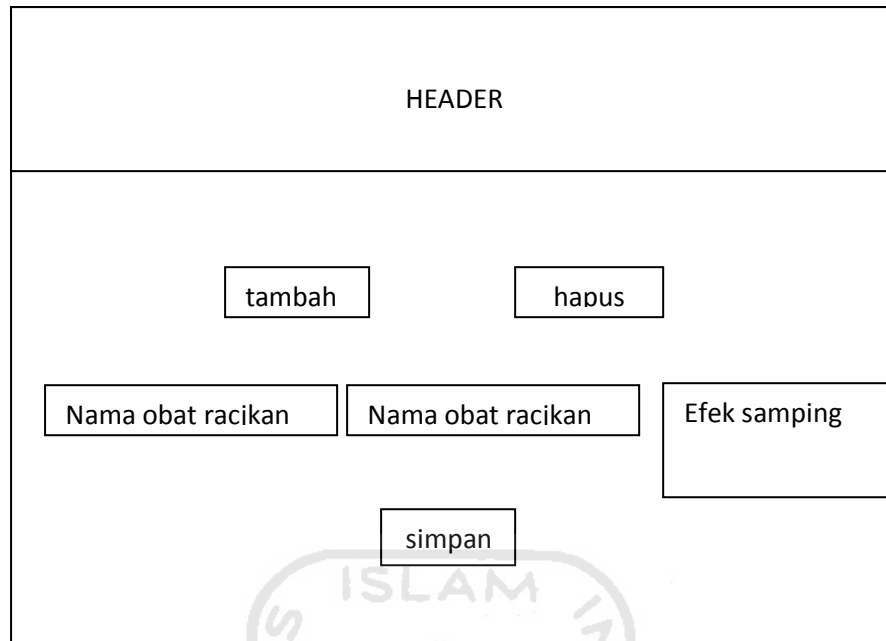 HEADER
tambah
hapus
Nama obat racikan
Nama obat racikan
Efek samping
simpan
ISLAM